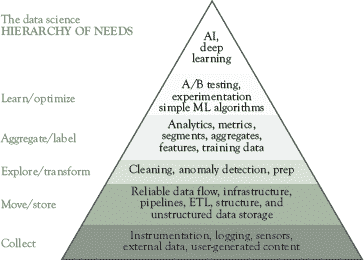 The data science
HIERARCHY OF NEEDS
AI,
deep
learning
Learn/optimize
A/B testing,
experimentation
simple ML algorithms
Aggregate/label
Analytics, metrics,
segments, aggregates,
features, training data
Explore/transform
Cleaning, anomaly detection, prep
Move/store
Reliable data flow, infrastructure,
pipelines, ETL, structure, and
unstructured data storage
Collect
Instrumentation, logging, sensors,
external data, user-generated content